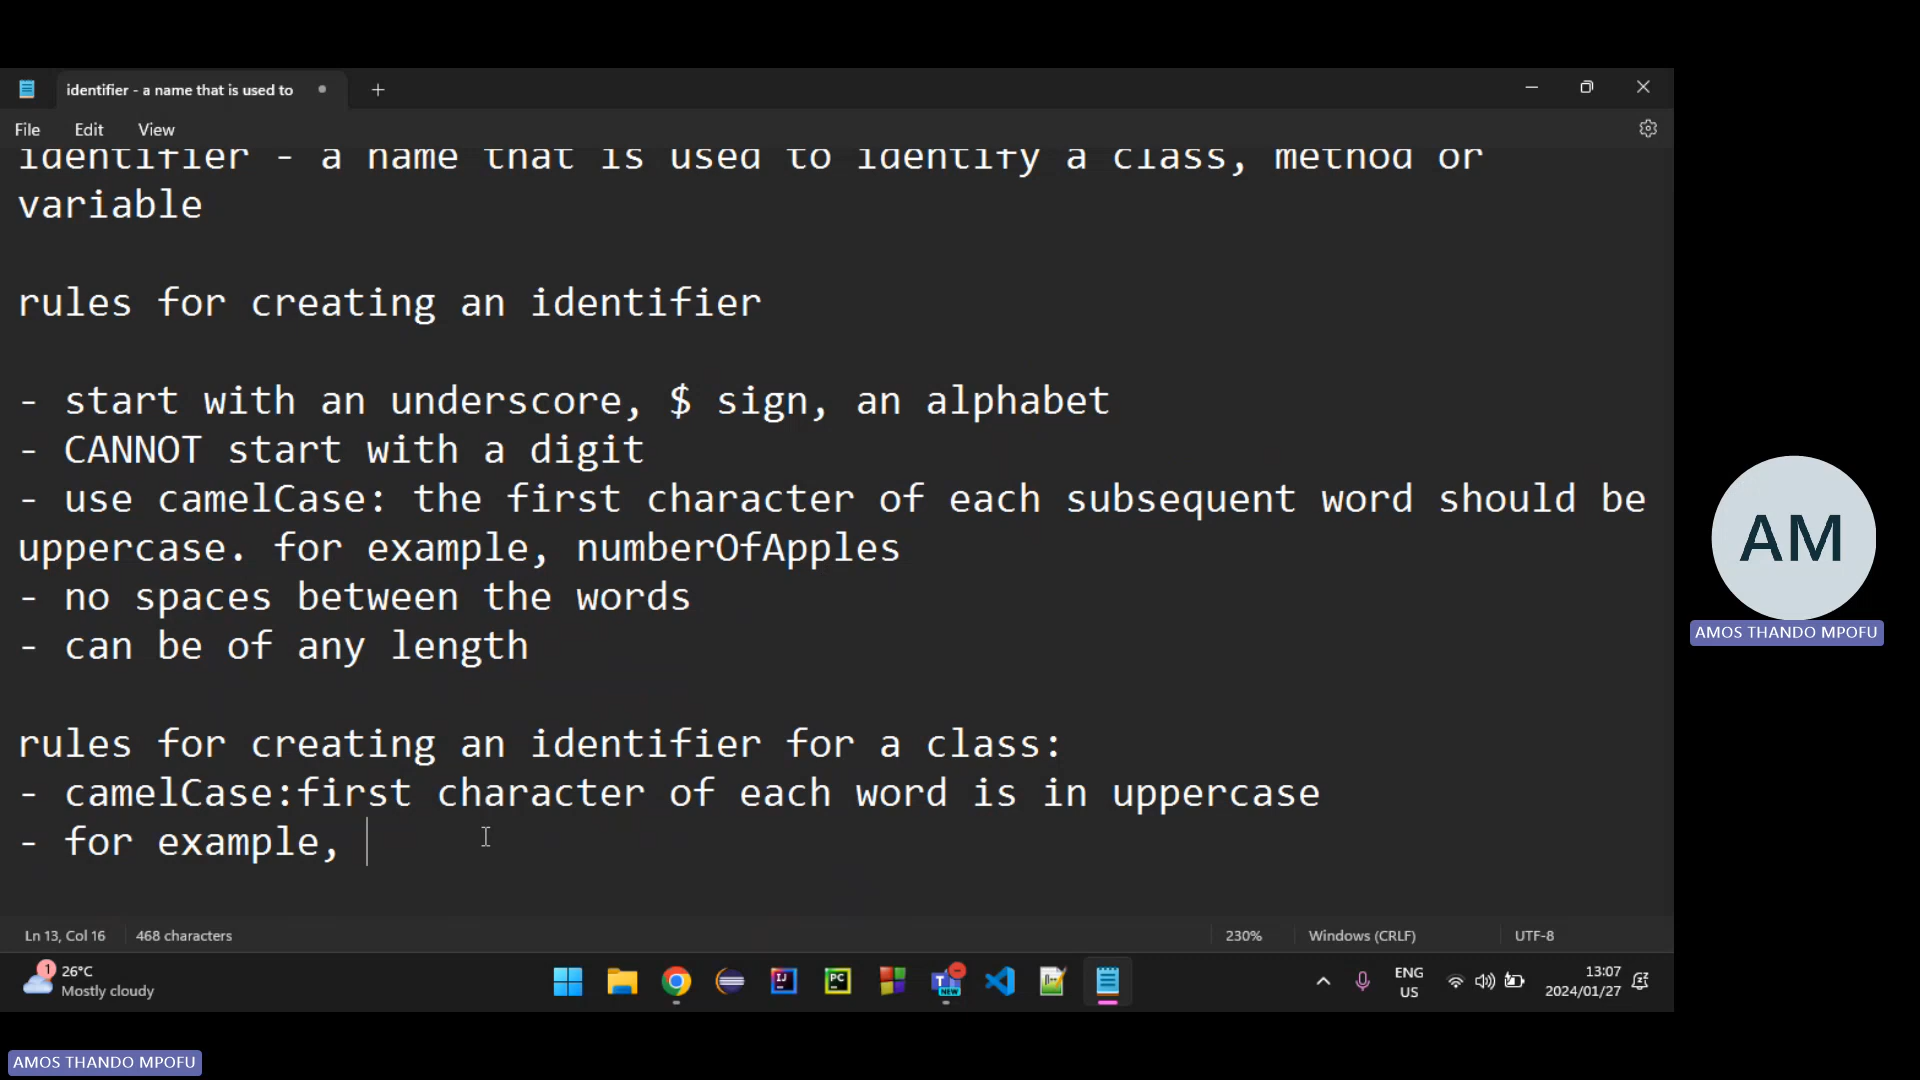 identifier - a name that is used to
File Edit View
identifier - a name that is used to identify a class, method or
variable
rules for creating an identifier
- start with an underscore, $ sign, an alphabet
- CANNOT start with a digit
- use camelCase: the first character of each subsequent word should be
uppercase. for example, numberOfApples
- no spaces between the words
- can be of any length
rules for creating an identifier for a class:
- camelCase:first character of each word is in uppercase
- for example,
AM
AMOS THANDO MPOFU
Ln 13, Col 16 468 characters 230% Windows (CRLF) UTF-8
1
26°C
Mostly cloudy
IJ
PC
T
NEW
ENG
US
13:07
2024/01/27
AMOS THANDO MPOFU